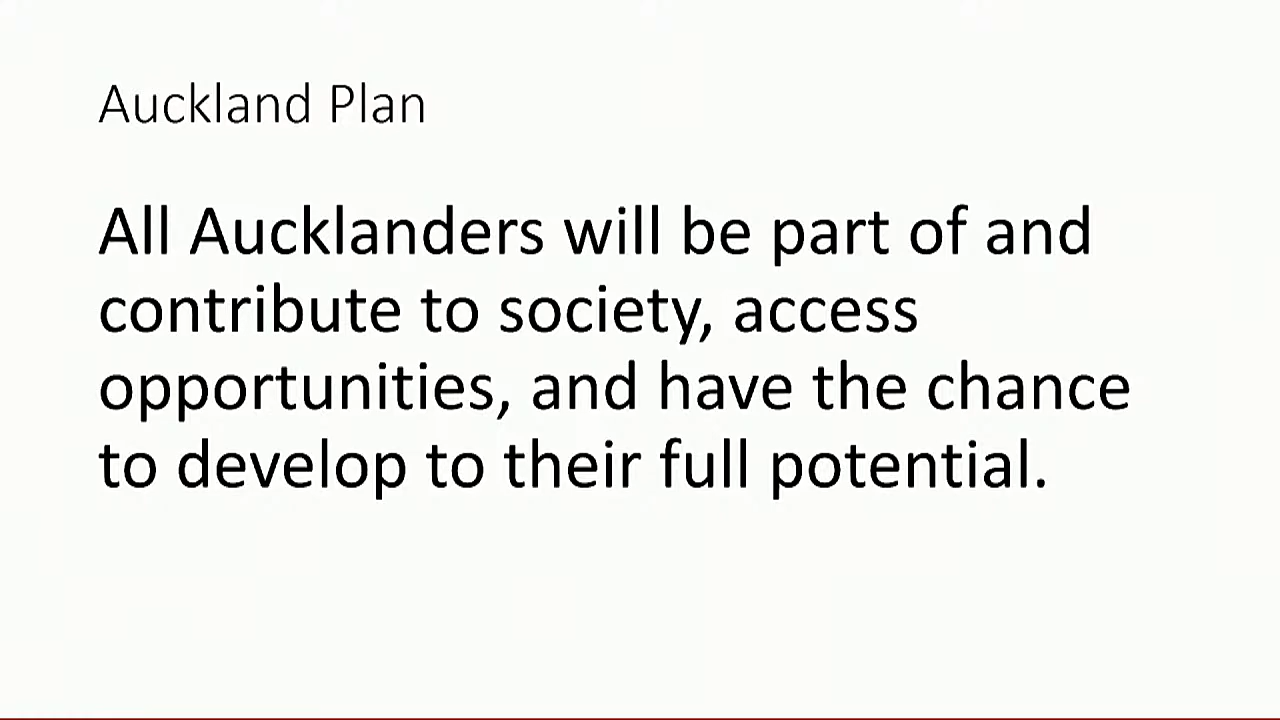 Auckland Plan
All Aucklanders will be part of and
contribute to society, access
opportunities, and have the chance
to develop to their full potential.